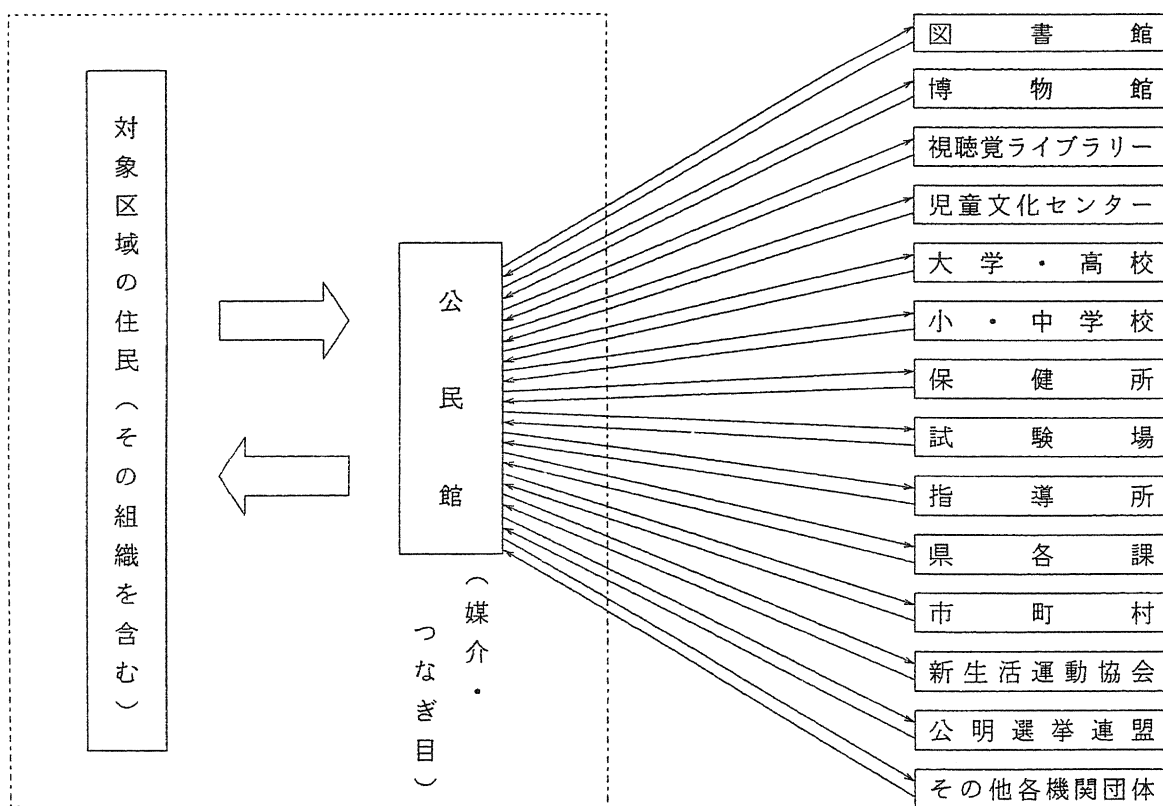 対象区域の住民（その組織を含む）
公民館
（媒介・
つなぎ目）
図書館
博物館
視聴覚ライブラリー
児童文化センター
大学・高校
小・中学校
保健所
試験場
指導所
県各課
市町村
新生活運動協会
公明選挙連盟
その他各機関団体